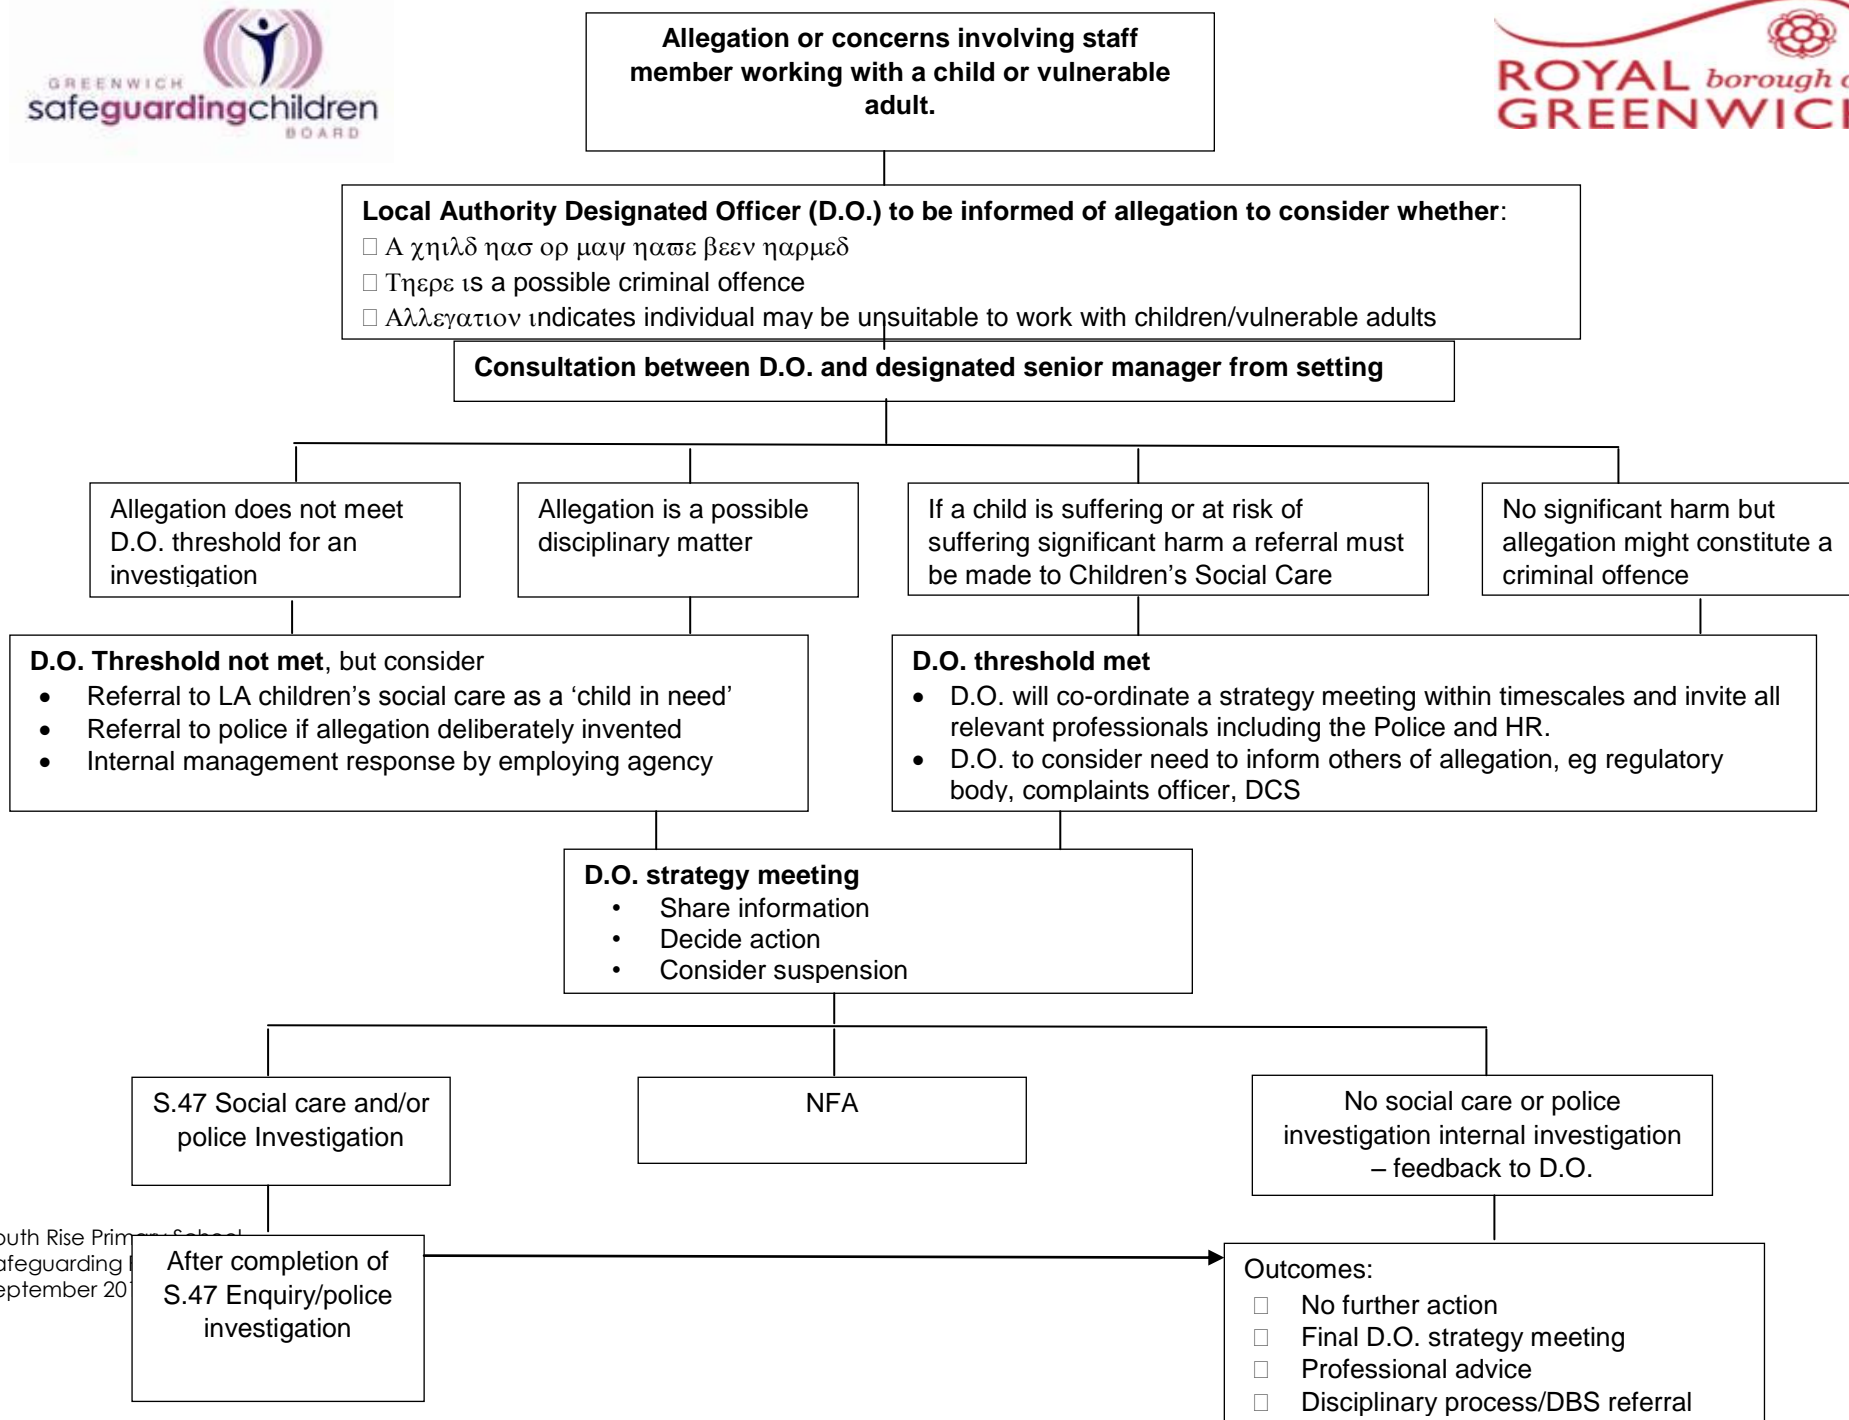 GREENWICH
safeguardingchildren
BOARD
Allegation or concerns involving staff
member working with a child or vulnerable
adult.
ROYAL borough
GREENWICH
Local Authority Designated Officer (D.O.) to be informed of allegation to consider whether:
□ Α χηιλδ ηασ ορ μαψ ηαϖε βεεν ηαρμεδ
□ Τηερε ιs a possible criminal offence
□ Αλλεγατιον ιndicates individual may be unsuitable to work with children/vulnerable adults
Consultation between D.O. and designated senior manager from setting
Allegation does not meet
D.O. threshold for an
investigation
Allegation is a possible
disciplinary matter
If a child is suffering or at risk of
suffering significant harm a referral must
be made to Children’s Social Care
No significant harm but
allegation might constitute a
criminal offence
D.O. Threshold not met, but consider
• Referral to LA children’s social care as a ‘child in need’
• Referral to police if allegation deliberately invented
• Internal management response by employing agency
D.O. threshold met
• D.O. will co-ordinate a strategy meeting within timescales and invite all
relevant professionals including the Police and HR.
• D.O. to consider need to inform others of allegation, eg regulatory
body, complaints officer, DCS
D.O. strategy meeting
• Share information
• Decide action
• Consider suspension
S.47 Social care and/or
police Investigation
NFA
No social care or police
investigation internal investigation
– feedback to D.O.
outh Rise Primary School
afeguarding
eptember 20
After completion of
S.47 Enquiry/police
investigation
Outcomes:
□ No further action
□ Final D.O. strategy meeting
□ Professional advice
□ Disciplinary process/DBS referral